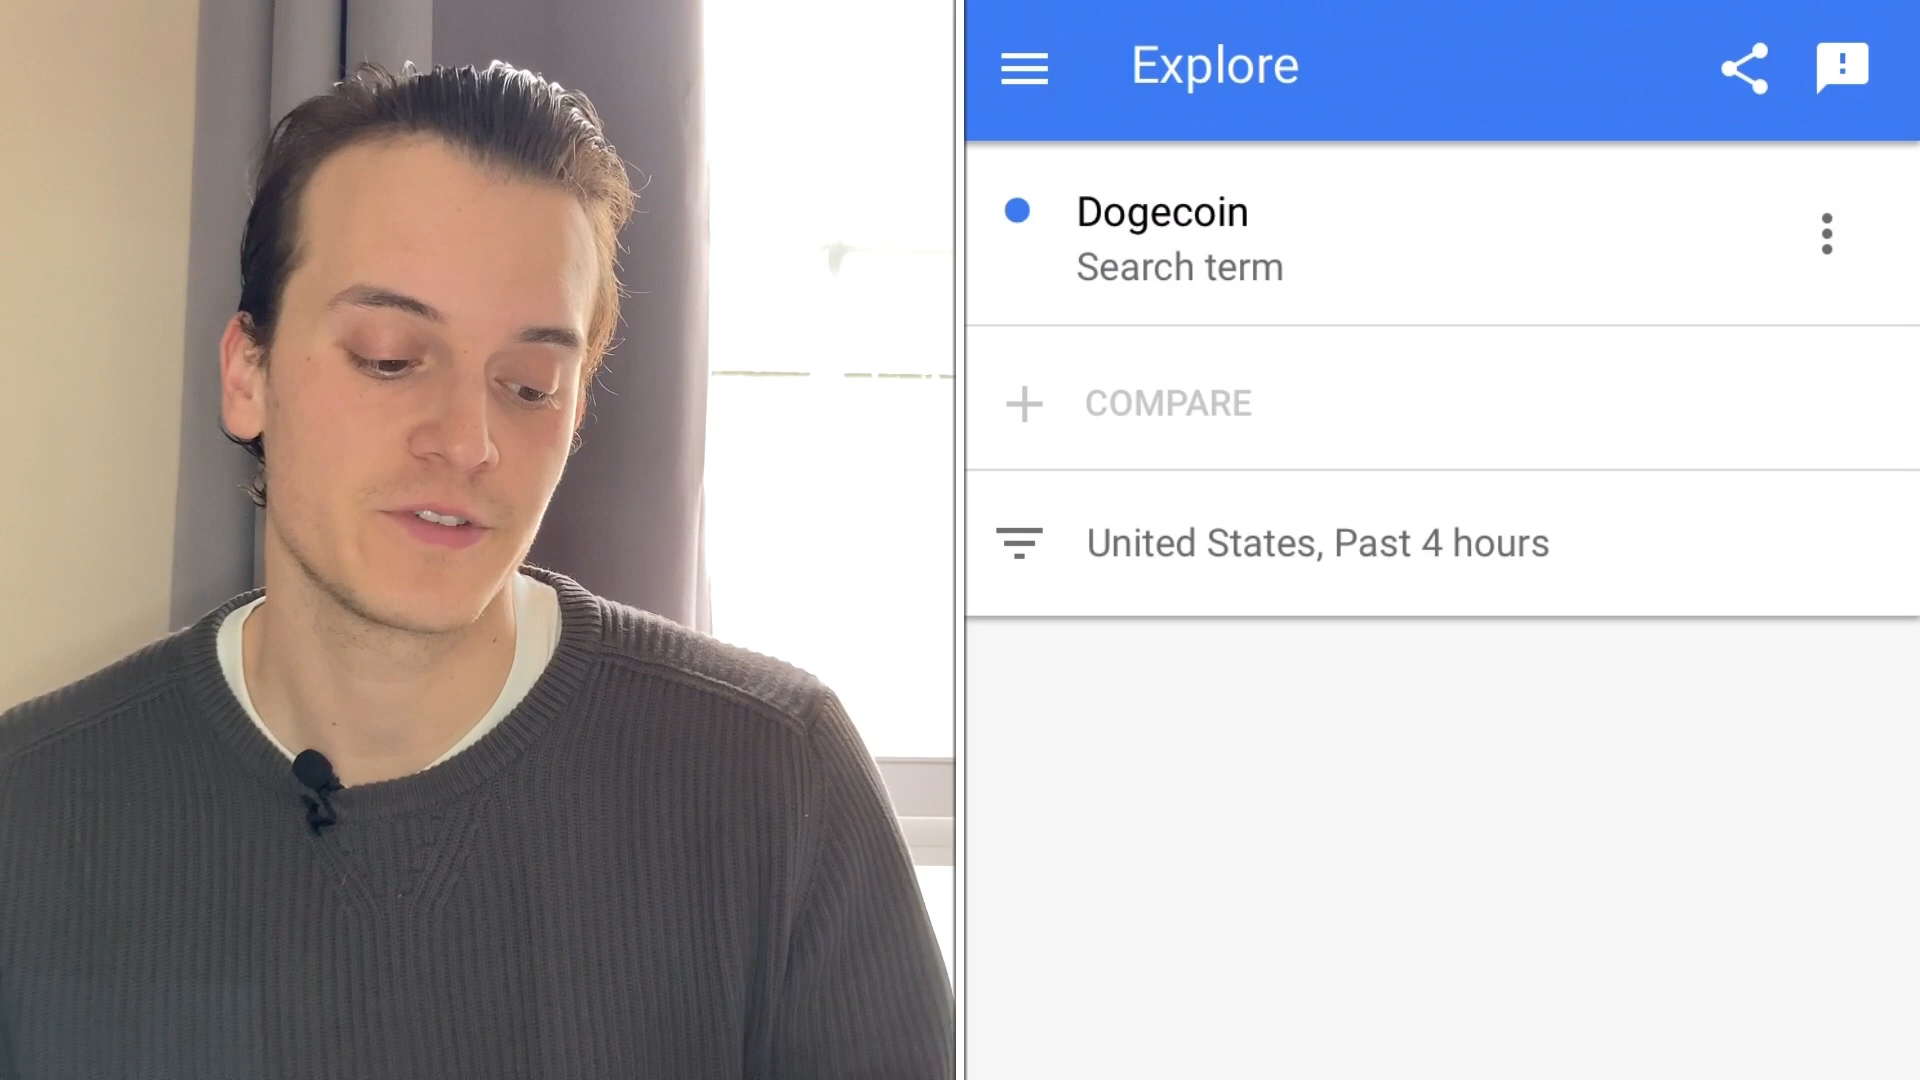 Explore
Dogecoin
Search term
COMPARE
United States, Past 4 hours